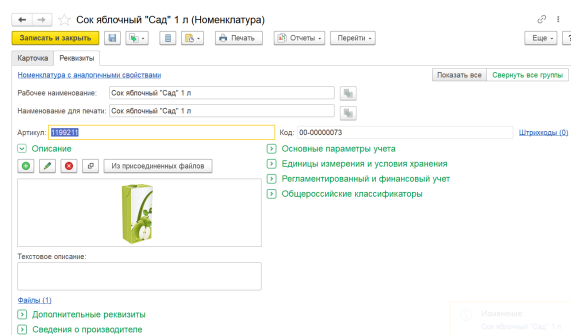 Сок яблочный "Сад" 1 л (Номенклатура)
Записать и закрыть Печать Отчеты Перейти Еще ?
Карточка Реквизиты
Номенклатура с аналогичными свойствами Показать все Свернуть все группы
Рабочее наименование: Сок яблочный "Сад" 1 л
Наименование для печати: Сок яблочный "Сад" 1 л
Артикул: 1199211 Код: 00-00000073 Штрихкоды (0)
Описание Основные параметры учета
Из присоединенных файлов Единицы измерения и условия хранения
Регламентированный и финансовый учет
Общероссийские классификаторы
Текстовое описание:
Файлы (1)
Дополнительные реквизиты
Сведения о производителе
Изменение:
Сок яблочный "Сад" 1 л